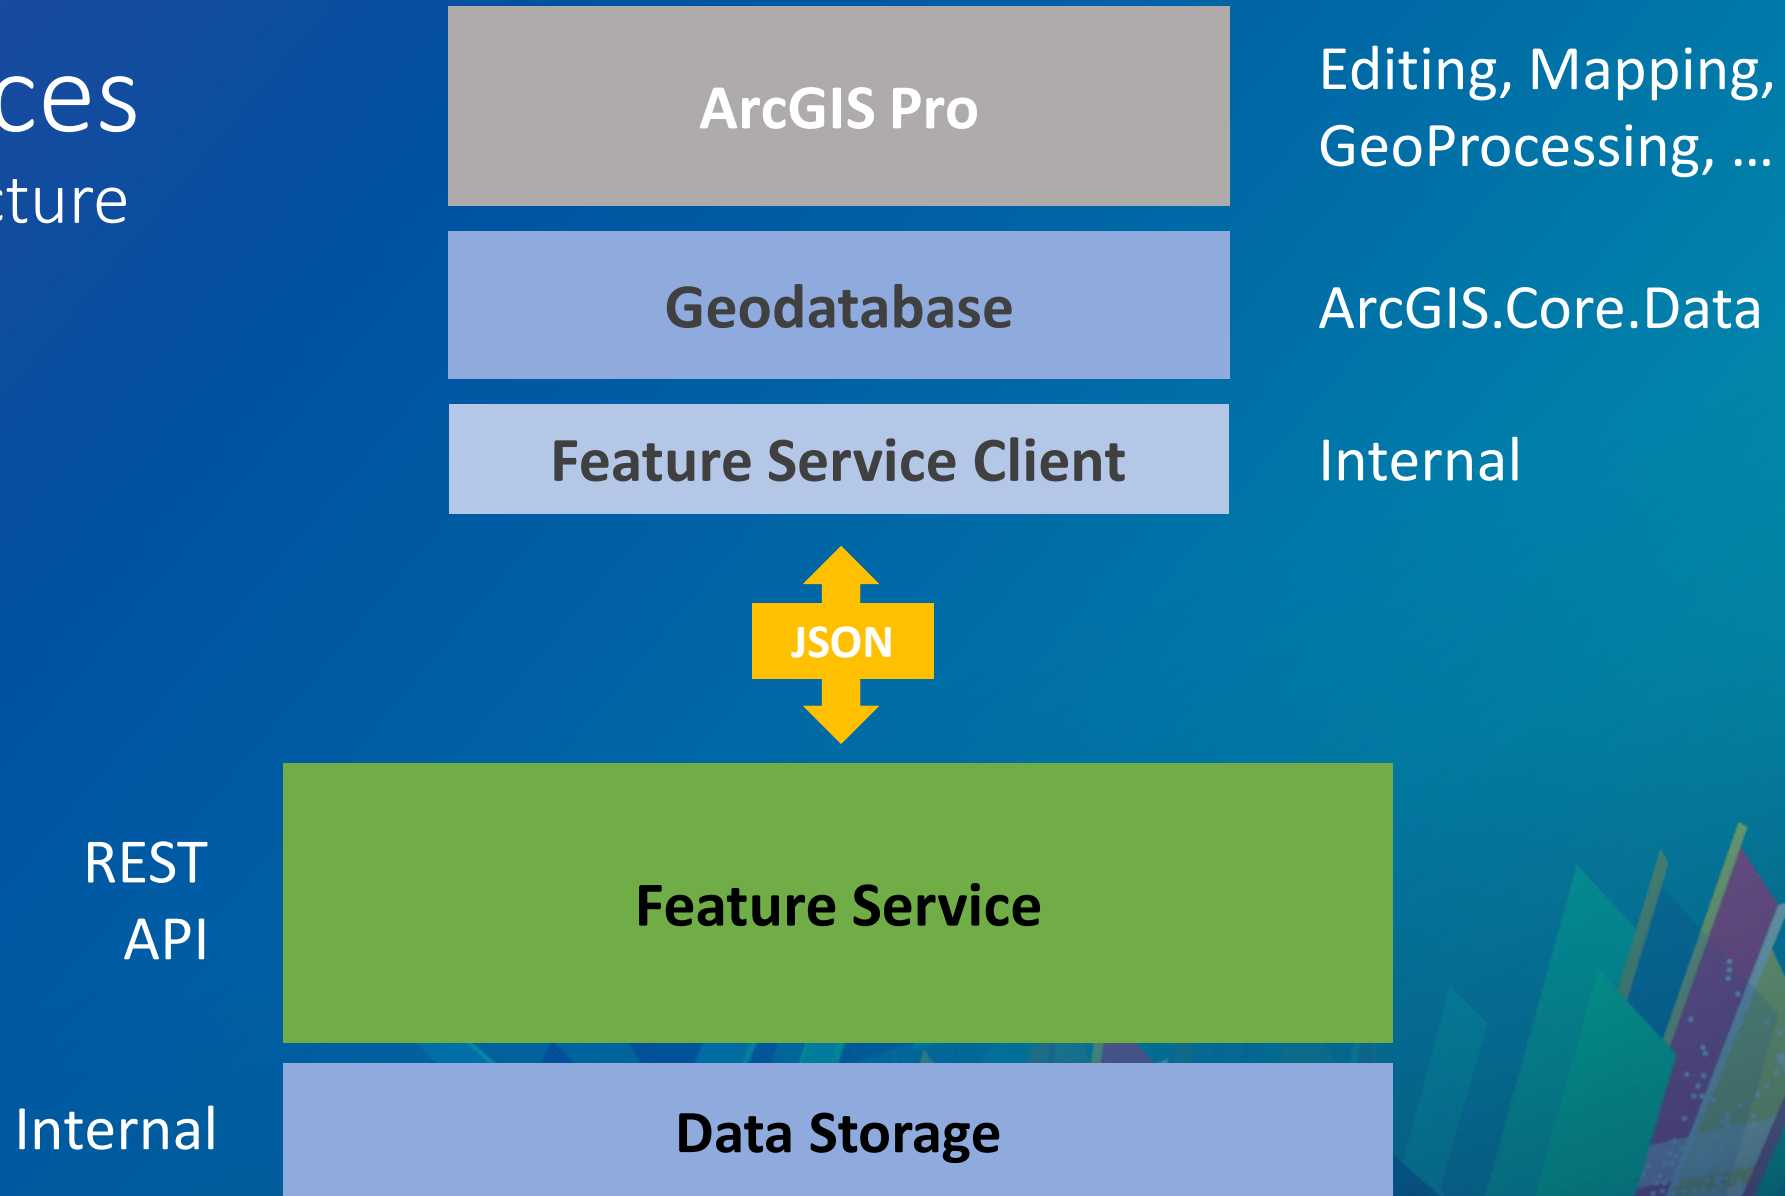 ces
cture
ArcGIS Pro
Editing, Mapping,
GeoProcessing, ...
Geodatabase
ArcGIS.Core.Data
Feature Service Client
Internal
JSON
REST
API
Feature Service
Internal
Data Storage